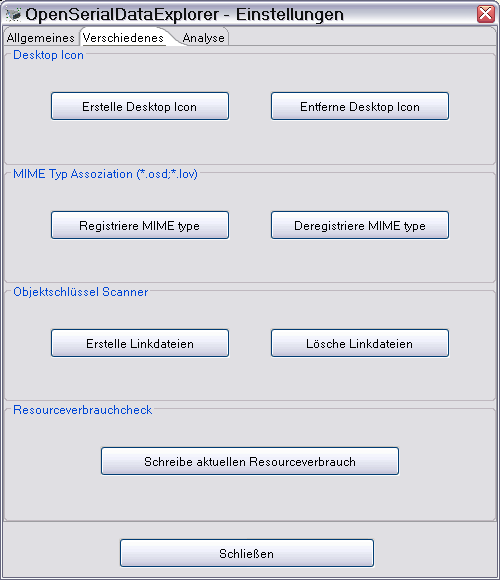 OpenSerialDataExplorer - Einstellungen
Allgemeines Verschiedenes Analyse
Desktop Icon
Erstelle Desktop Icon Entferne Desktop Icon
MIME Typ Assoziation (*.osd;*.lov)
Registriere MIME type Deregistriere MIME type
Objektschlüssel Scanner
Erstelle Linkdateien Lösche Linkdateien
Resourceverbrauchcheck
Schreibe aktuellen Resourceverbrauch
Schließen